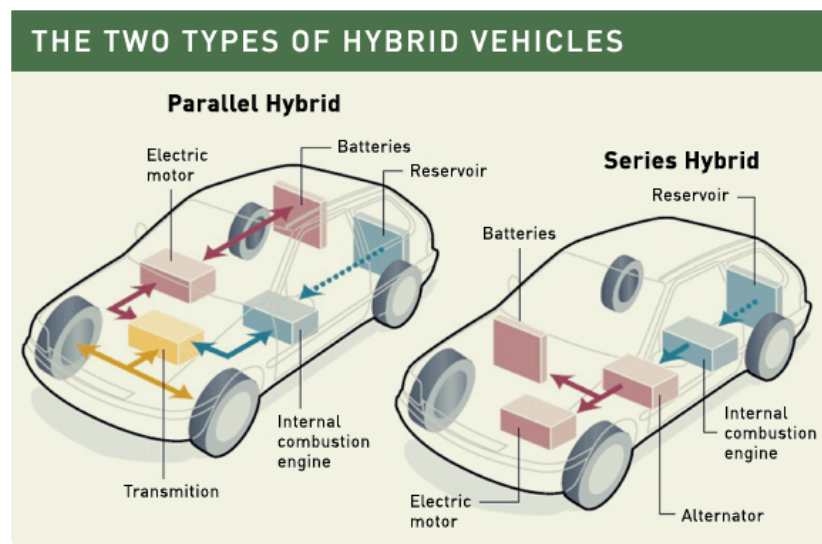 THE TWO TYPES OF HYBRID VEHICLES
Parallel Hybrid
Electric
motor
Batteries
Reservoir
Internal
combustion
engine
Transmition
Series Hybrid
Reservoir
Batteries
Internal
combustion
engine
Electric
motor
Alternator